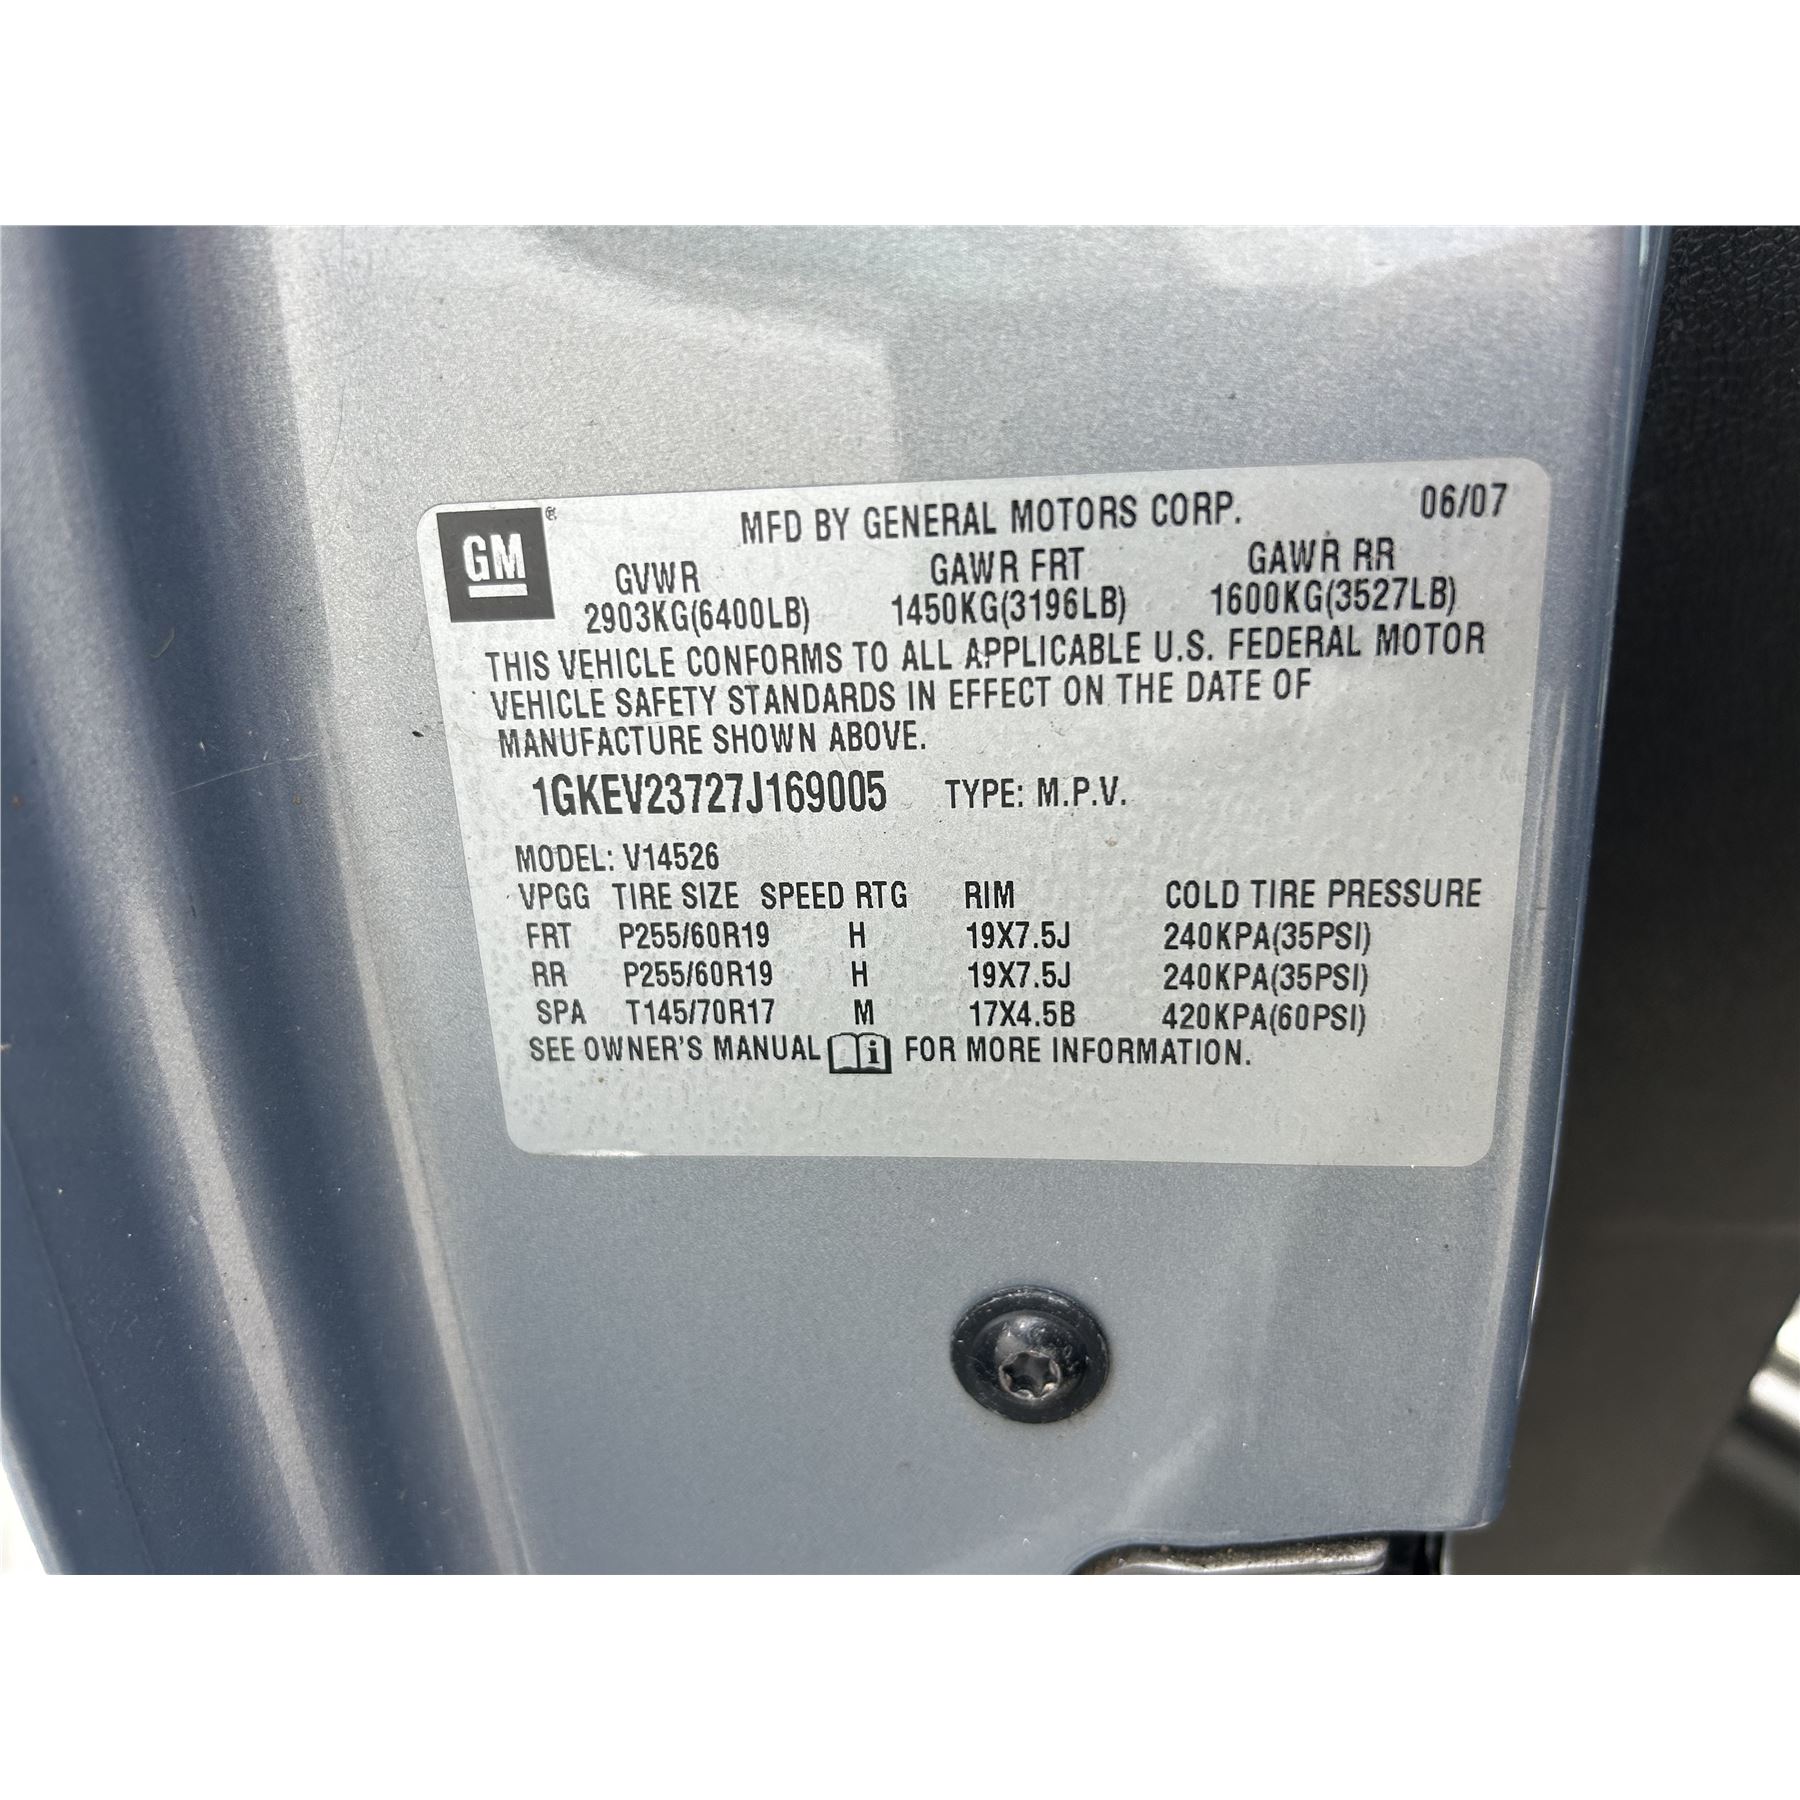 GM ®
MFD BY GENERAL MOTORS CORP. 06/07
GVWR GAWR FRT GAWR RR
2903KG(6400LB) 1450KG(3196LB) 1600KG(3527LB)
THIS VEHICLE CONFORMS TO ALL APPLICABLE U.S. FEDERAL MOTOR
VEHICLE SAFETY STANDARDS IN EFFECT ON THE DATE OF
MANUFACTURE SHOWN ABOVE.
1GKEV23727J169005 TYPE: M.P.V.
MODEL: V14526
VPGG TIRE SIZE SPEED RTG RIM COLD TIRE PRESSURE
FRT P255/60R19 H 19X7.5J 240KPA(35PSI)
RR P255/60R19 H 19X7.5J 240KPA(35PSI)
SPA T145/70R17 M 17X4.5B 420KPA(60PSI)
SEE OWNER'S MANUAL i FOR MORE INFORMATION.